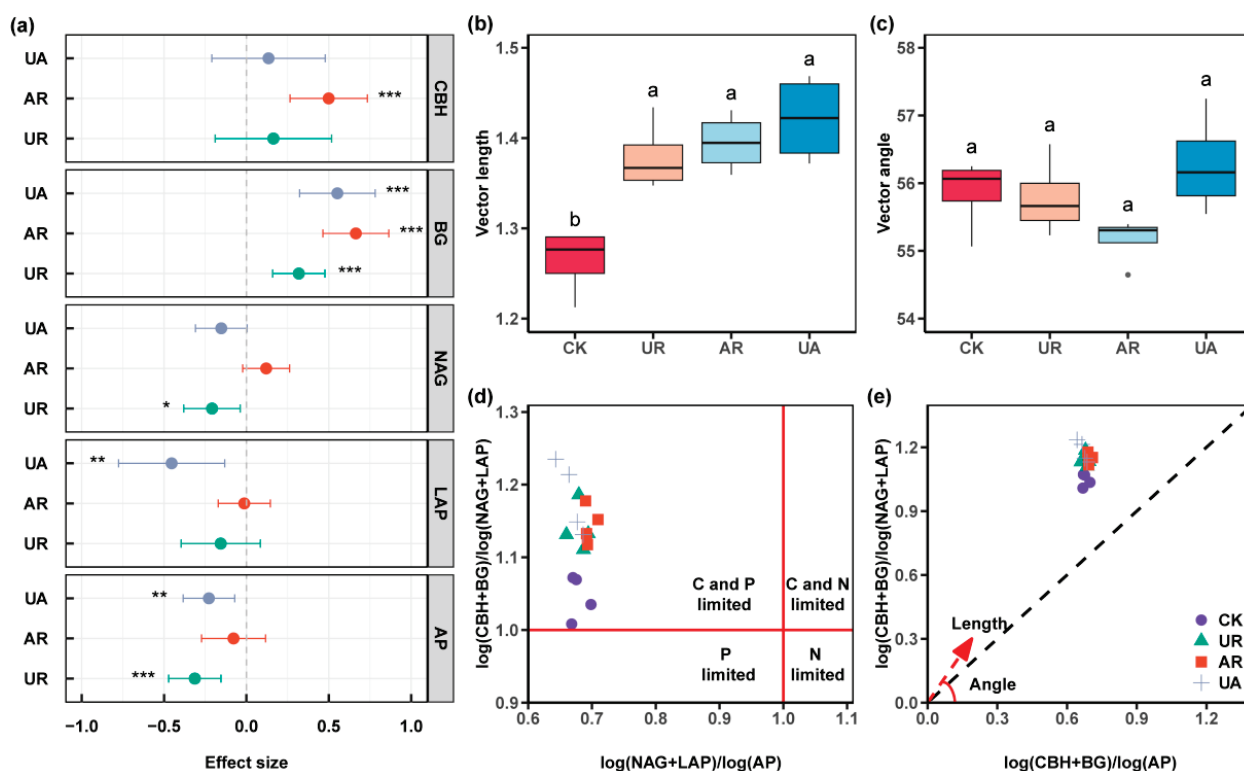 (a)
UA
AR
***
UR
CBH
UA
***
AR
***
UR
***
BG
UA
AR
UR
*
NAG
UA
**
AR
UR
LAP
UA
**
AR
UR
***
AP
−1.0
−0.5
0.0
0.5
1.0
Effect size
(b)
Vector length
1.5
1.4
1.3
1.2
b
a
a
a
CK
UR
AR
UA
(c)
Vector angle
58
57
56
55
54
a
a
a
a
CK
UR
AR
UA
(d)
log(CBH+BG)/log(NAG+LAP)
1.3
1.2
1.1
1.0
0.9
C and P
limited
C and N
limited
P
limited
N
limited
0.6
0.7
0.8
0.9
1.0
1.1
log(NAG+LAP)/log(AP)
(e)
log(CBH+BG)/log(NAG+LAP)
1.2
0.9
0.6
0.3
0.0
Length
Angle
CK
UR
AR
UA
0.0
0.3
0.6
0.9
1.2
log(CBH+BG)/log(AP)